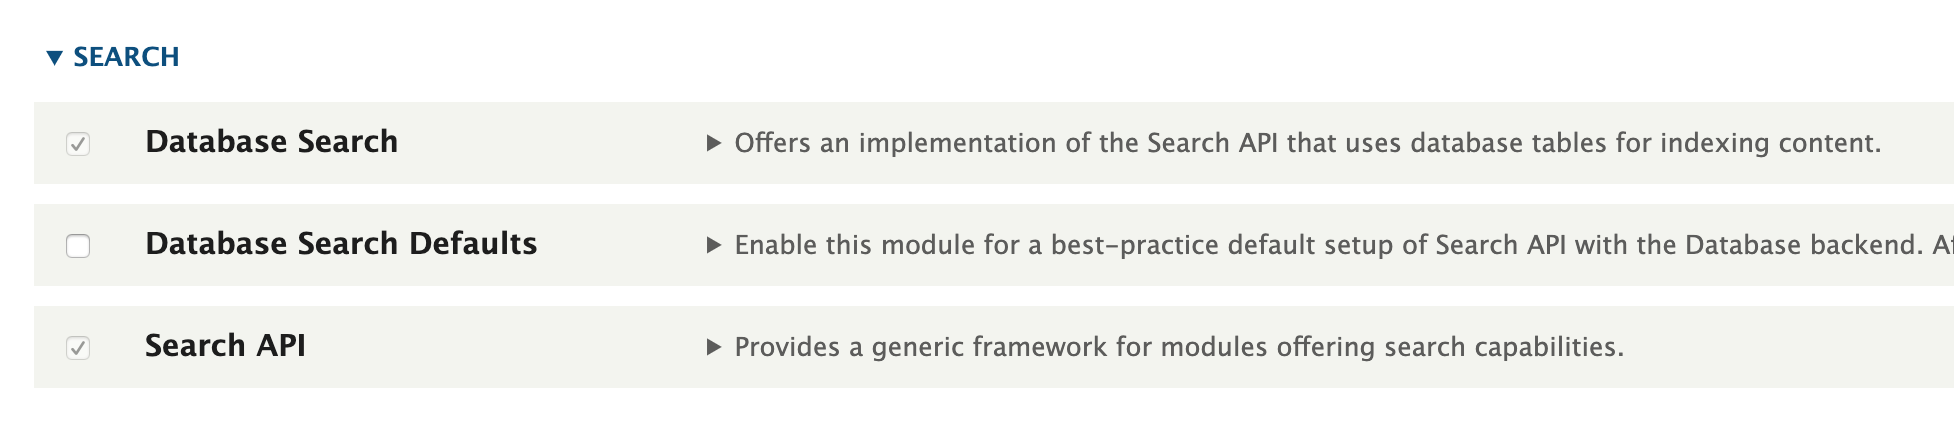 SEARCH
Database Search
Offers an implementation of the Search API that uses database tables for indexing content.
Database Search Defaults
Enable this module for a best-practice default setup of Search API with the Database backend.
Search API
Provides a generic framework for modules offering search capabilities.